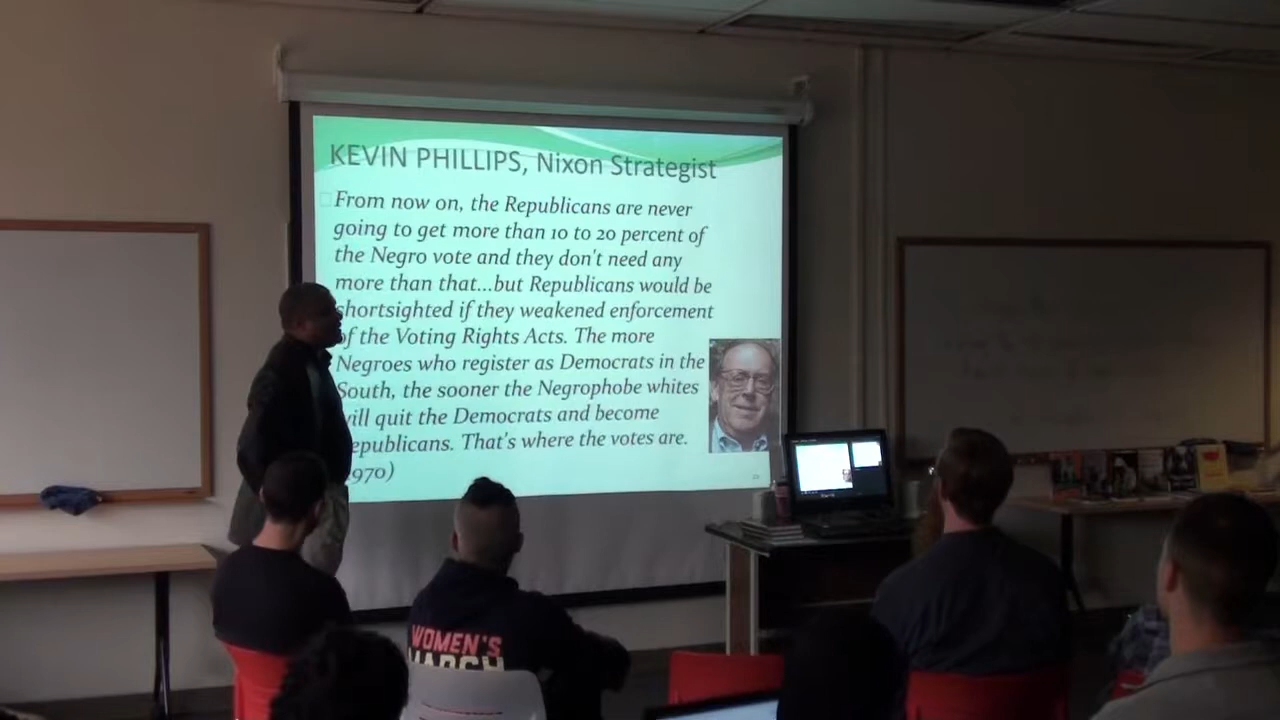 KEVIN PHILLIPS, Nixon Strategist
From now on, the Republicans are never
going to get more than 10 to 20 percent of
the Negro vote and they don't need any
more than that...but Republicans would be
shortsighted if they weakened enforcement
of the Voting Rights Acts. The more
Negroes who register as Democrats in the
South, the sooner the Negrophobe whites
will quit the Democrats and become
epublicans. That's where the votes are.
970)
WOMEN'S
MARCH